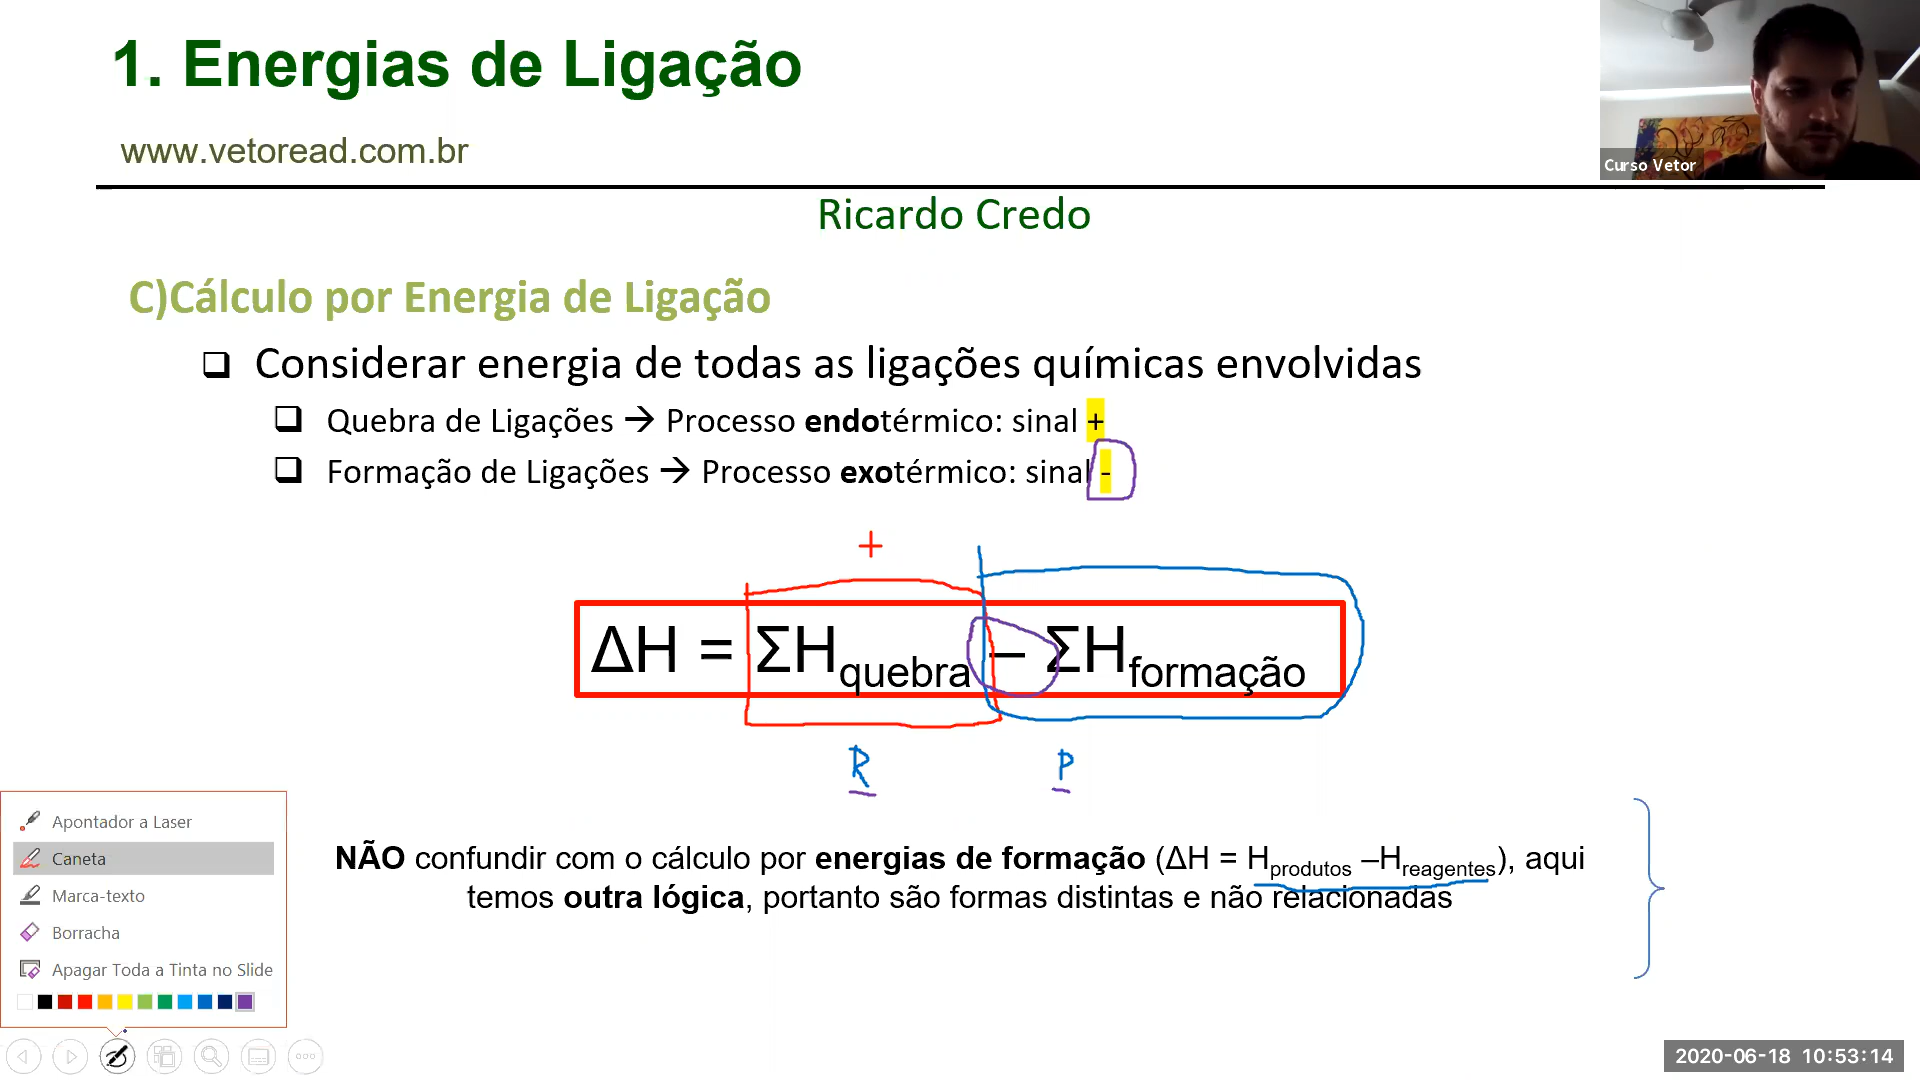 1. Energias de Ligação
www.vetoread.com.br
Curso Vetor
Ricardo Credo
C)Cálculo por Energia de Ligação
Considerar energia de todas as ligações químicas envolvidas
Quebra de Ligações → Processo endotérmico: sinal +
Formação de Ligações → Processo exotérmico: sinal -
+
ΔH = ΣHquebra – ΣHformação
R P
NÃO confundir com o cálculo por energias de formação (ΔH = Hprodutos –Hreagentes), aqui
temos outra lógica, portanto são formas distintas e não relacionadas
Apontador a Laser
Caneta
Marca-texto
Borracha
Apagar Toda a Tinta no Slide
2020-06-18 10:53:14